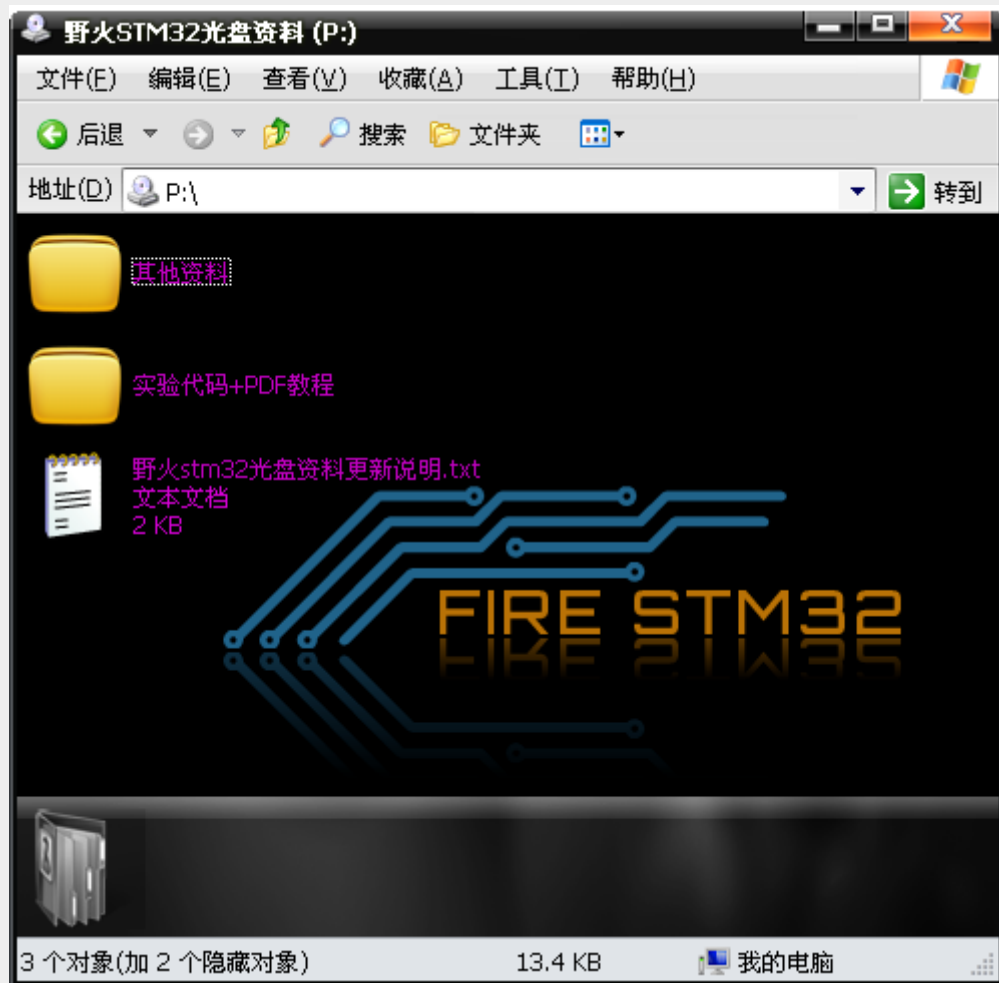 野火STM32光盘资料 (P:)
文件(F) 编辑(E) 查看(V) 收藏(A) 工具(T) 帮助(H)
后退 搜索 文件夹
地址(D) P:\ 转到
其他资料
实验代码+PDF教程
野火stm32光盘资料更新说明.txt
文本文档
2 KB
FIRE STM32
3 个对象(加 2 个隐藏对象) 13.4 KB 我的电脑